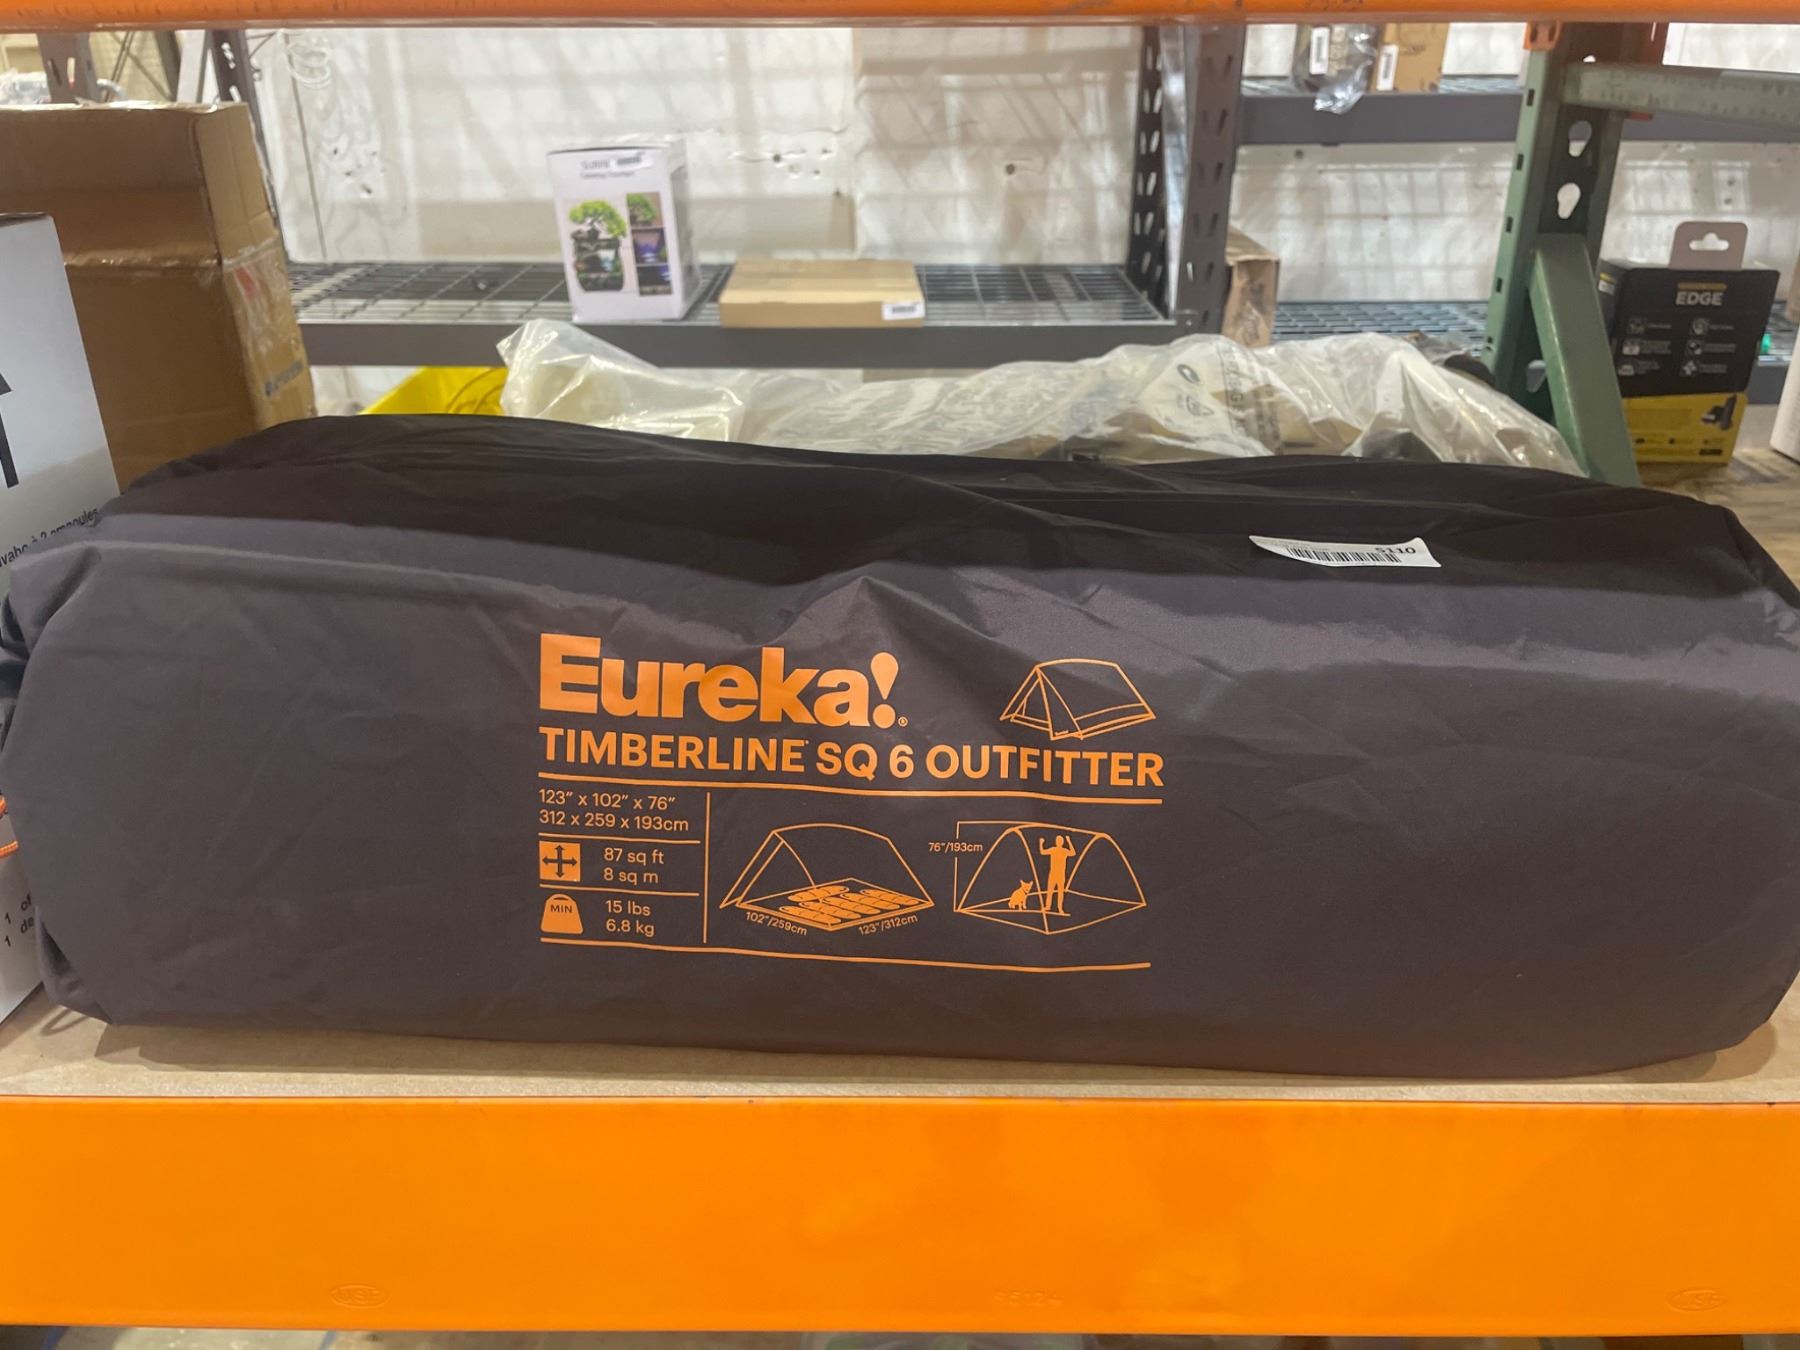 EDGE
5110
Eureka!®
TIMBERLINE SQ 6 OUTFITTER
123" x 102" x 76"
312 x 259 x 193cm
87 sq ft
8 sq m
MIN
15 lbs
6.8 kg
102"/259cm
123"/312cm
76"/193cm